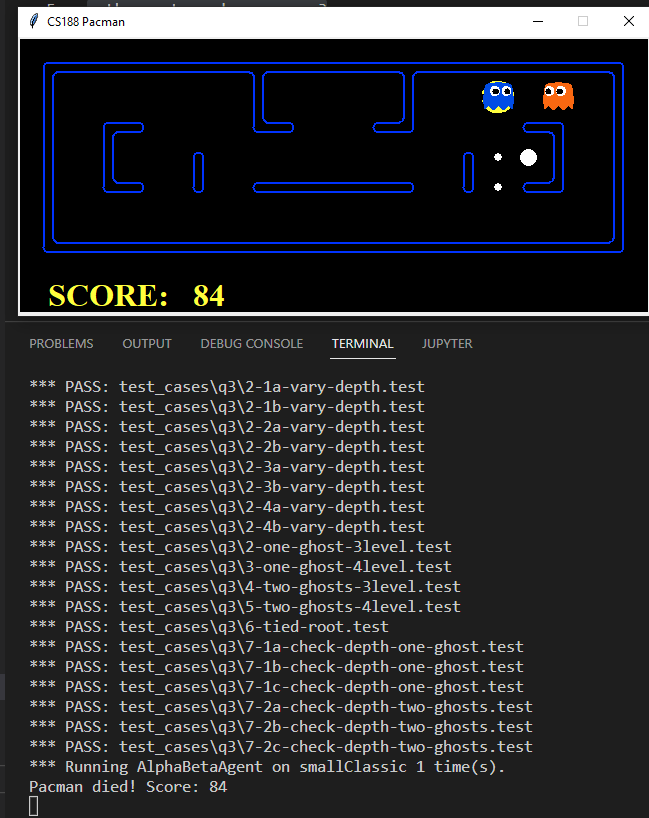 CS188 Pacman
SCORE: 84
PROBLEMS OUTPUT DEBUG CONSOLE TERMINAL JUPYTER
*** PASS: test_cases\q3\2-1a-vary-depth.test
*** PASS: test_cases\q3\2-1b-vary-depth.test
*** PASS: test_cases\q3\2-2a-vary-depth.test
*** PASS: test_cases\q3\2-2b-vary-depth.test
*** PASS: test_cases\q3\2-3a-vary-depth.test
*** PASS: test_cases\q3\2-3b-vary-depth.test
*** PASS: test_cases\q3\2-4a-vary-depth.test
*** PASS: test_cases\q3\2-4b-vary-depth.test
*** PASS: test_cases\q3\2-one-ghost-3level.test
*** PASS: test_cases\q3\3-one-ghost-4level.test
*** PASS: test_cases\q3\4-two-ghosts-3level.test
*** PASS: test_cases\q3\5-two-ghosts-4level.test
*** PASS: test_cases\q3\6-tied-root.test
*** PASS: test_cases\q3\7-1a-check-depth-one-ghost.test
*** PASS: test_cases\q3\7-1b-check-depth-one-ghost.test
*** PASS: test_cases\q3\7-1c-check-depth-one-ghost.test
*** PASS: test_cases\q3\7-2a-check-depth-two-ghosts.test
*** PASS: test_cases\q3\7-2b-check-depth-two-ghosts.test
*** PASS: test_cases\q3\7-2c-check-depth-two-ghosts.test
*** Running AlphaBetaAgent on smallClassic 1 time(s).
Pacman died! Score: 84